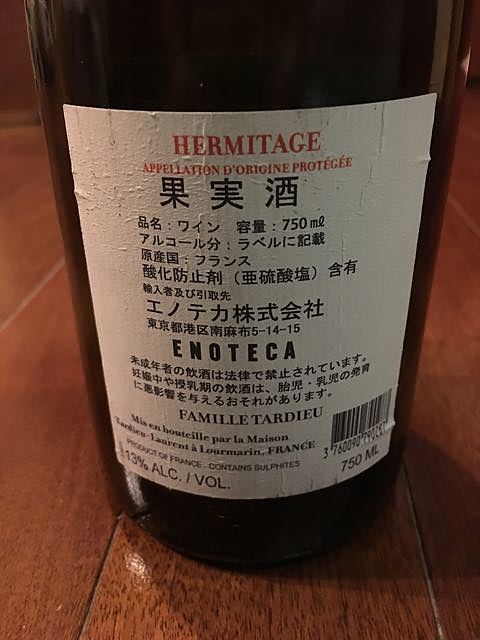 HERMITAGE
APPELLATION D'ORIGINE PROTÉGÉE
果実酒
品名：ワイン 容量：750㎖
アルコール分：ラベルに記載
原産国：フランス
酸化防止剤（亜硫酸塩）含有
輸入者及び引取先
エノテカ株式会社
東京都港区南麻布5-14-15
ENOTECA
未成年者の飲酒は法律で禁止されています。
妊娠中や授乳期の飲酒は、胎児・乳児の発育
に悪影響を与えるおそれがあります。
FAMILLE TARDIEU
Mis en bouteille par la Maison
Tardieu-Laurent à Lourmarin, FRANCE
PRODUCT OF FRANCE - CONTAINS SULPHITES
13% ALC. / VOL.
750 ML